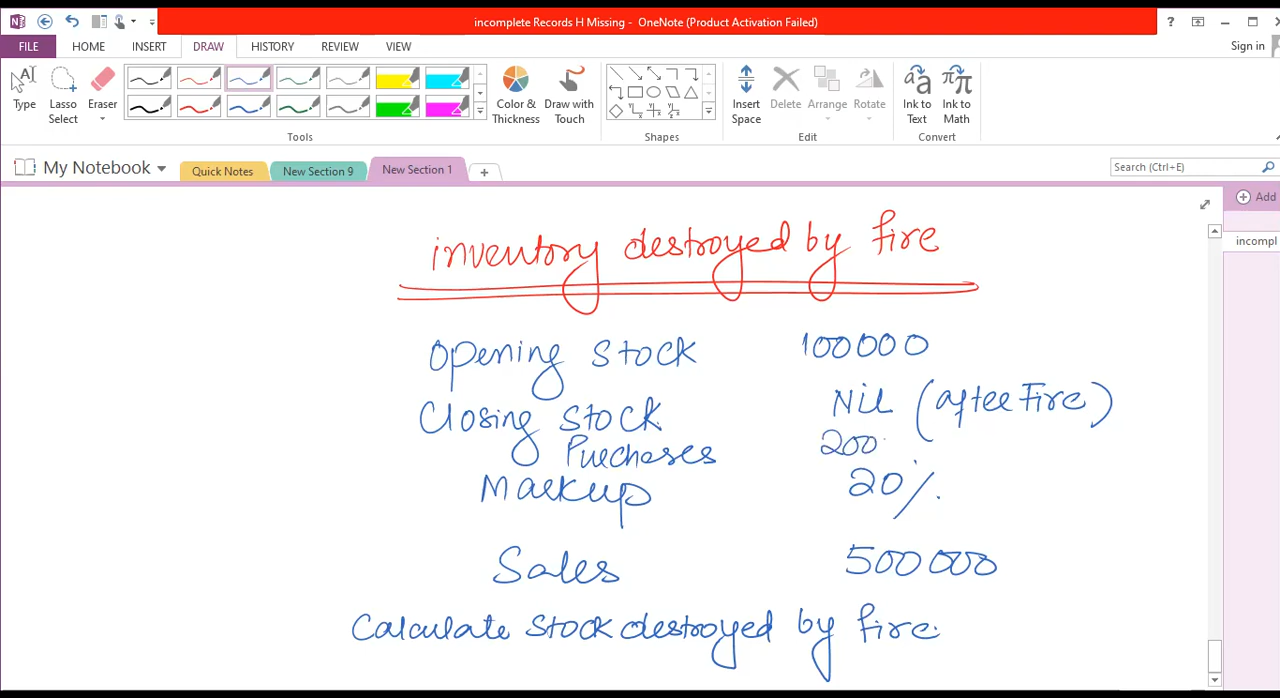 incomplete Records H Missing - OneNote (Product Activation Failed)
?
FILE HOME INSERT DRAW HISTORY REVIEW VIEW
Sign in
Type
Lasso Select
Eraser
Color & Thickness
Draw with Touch
Insert Space
Delete
Arrange
Rotate
Ink to Text
Ink to Math
Tools
Shapes
Edit
Convert
My Notebook
Quick Notes
New Section 9
New Section 1
Search (Ctrl+E)
Add
incompl
inventory destroyed by fire
Opening Stock 100000
Closing Stock Nil (after Fire)
Purchases 200
Markup 20%.
Sales 500000
Calculate Stock destroyed by fire.